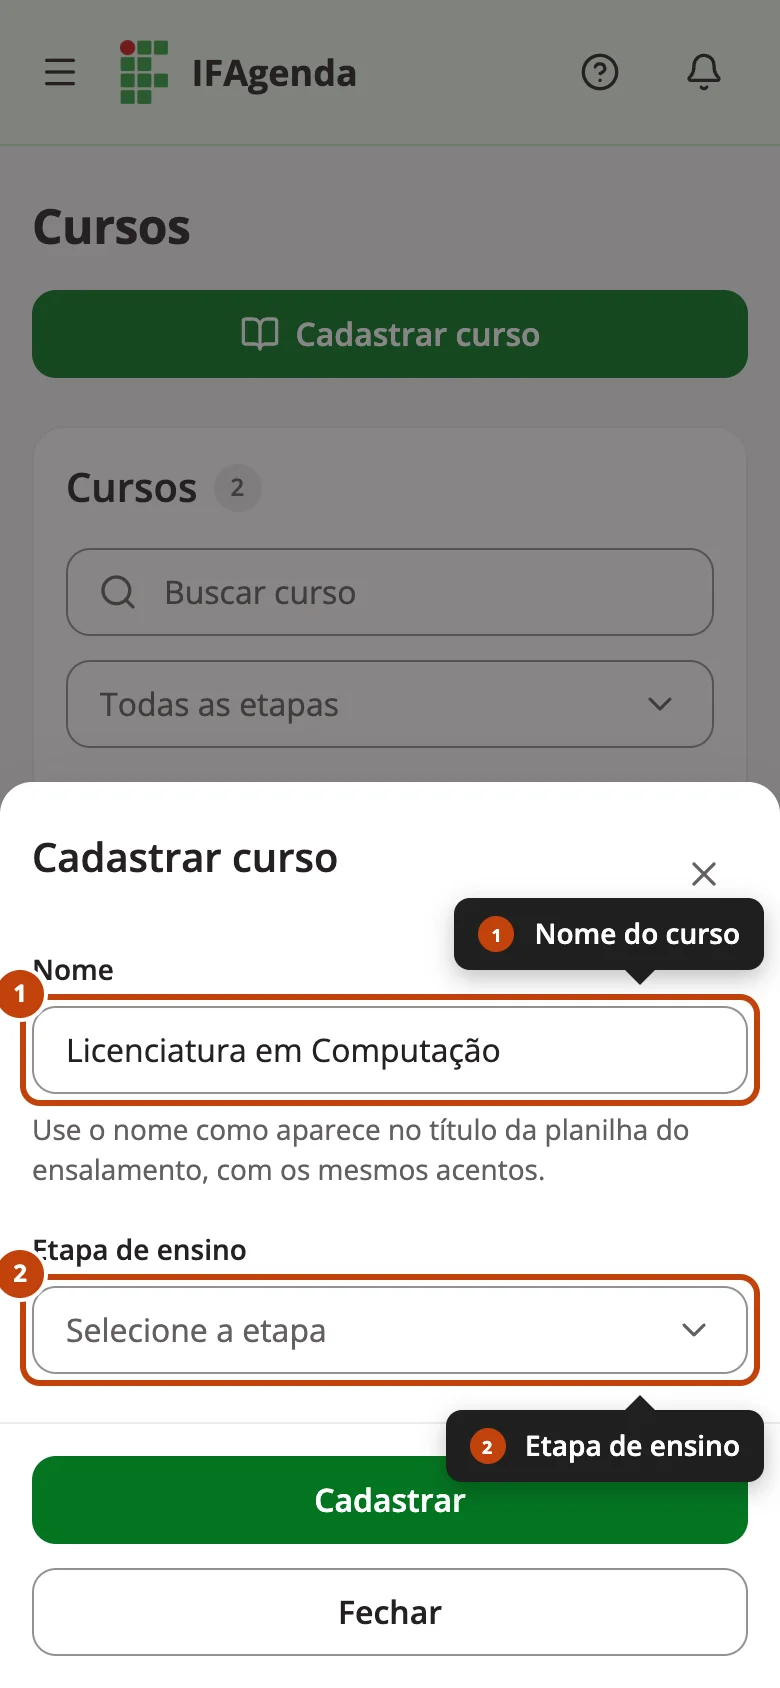 IFAgenda
Cursos
Cadastrar curso
Cursos 2
Buscar curso
Todas as etapas
Cadastrar curso
1 Nome do curso
Nome
1
Licenciatura em Computação
Use o nome como aparece no título da planilha do
ensalamento, com os mesmos acentos.
Etapa de ensino
2
Selecione a etapa
2 Etapa de ensino
Cadastrar
Fechar